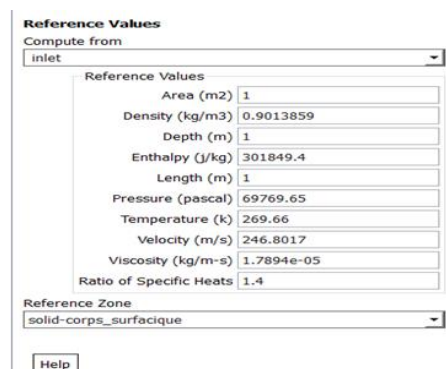 Reference Values
Compute from
inlet
Reference Values
Area (m2) 1
Density (kg/m3) 0.9013859
Depth (m) 1
Enthalpy (j/kg) 301849.4
Length (m) 1
Pressure (pascal) 69769.65
Temperature (k) 269.66
Velocity (m/s) 246.8017
Viscosity (kg/m-s) 1.7894e-05
Ratio of Specific Heats 1.4
Reference Zone
solid-corps_surfacique
Help